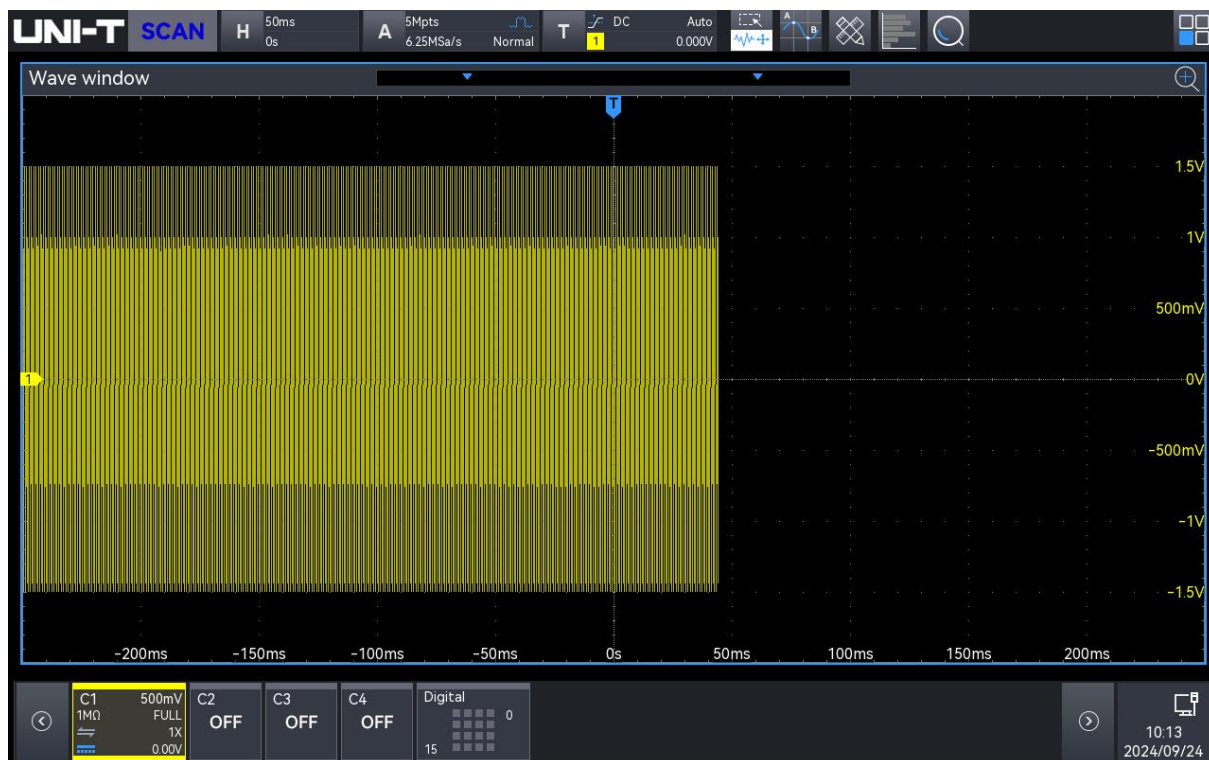 UNI-T SCAN H 50ms 0s A 5Mpts 6.25MSa/s Normal T DC Auto 1 0.000V A B
Wave window
T
1.5V
1V
500mV
1 0V
-500mV
-1V
-1.5V
-200ms -150ms -100ms -50ms 0s 50ms 100ms 150ms 200ms
C1 500mV C2 C3 C4 Digital
1MΩ FULL OFF OFF OFF 0
1X
0.00V 15
10:13
2024/09/24